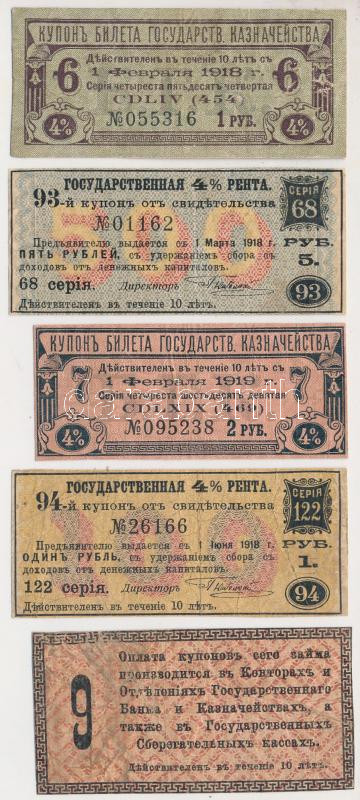 КУПОНЪ БИЛЕТА ГОСУДАРСТВ. КАЗНАЧЕЙСТВА
Дѣйствителенъ въ теченіе 10 лѣтъ съ
1 Февраля 1918 г.
6 6
Серія четыреста пятьдесятъ четвертая
CDLIV (454)
4% №055316 1 РУБ. 4%
ГОСУДАРСТВЕННАЯ 4% РЕНТА.
93-й купонъ отъ свидѣтельства
СЕРІЯ
68
№01162
Предъявителю выдается съ 1 Марта 1918 г.
ПЯТЬ РУБЛЕЙ, съ удержаніемъ сбора съ
доходовъ отъ денежныхъ капиталовъ.
РУБ.
5.
68 серія. Директоръ
93
Дѣйствителенъ въ теченіе 10 лѣтъ.
КУПОНЪ БИЛЕТА ГОСУДАРСТВ. КАЗНАЧЕЙСТВА
Дѣйствителенъ въ теченіе 10 лѣтъ съ
1 Февраля 1919 г.
7 7
Серія четыреста шестьдесятъ девятая
CDLXIX (469)
4% №095238 2 РУБ. 4%
ГОСУДАРСТВЕННАЯ 4% РЕНТА.
94-й купонъ отъ свидѣтельства
СЕРІЯ
122
№26166
Предъявителю выдается съ 1 Іюня 1918 г.
ОДИНЪ РУБЛЬ, съ удержаніемъ сбора съ
доходовъ отъ денежныхъ капиталовъ.
РУБ.
1.
122 серія. Директоръ
94
Дѣйствителенъ въ теченіе 10 лѣтъ.
9
Оплата купоновъ сего займа
производится въ Конторахъ и
Отдѣленіяхъ Государственнаго
Банка и Казначействахъ, а
также въ Государственныхъ
Сберегательныхъ кассахъ.
Дѣйствителенъ въ теченіе 10 лѣтъ.